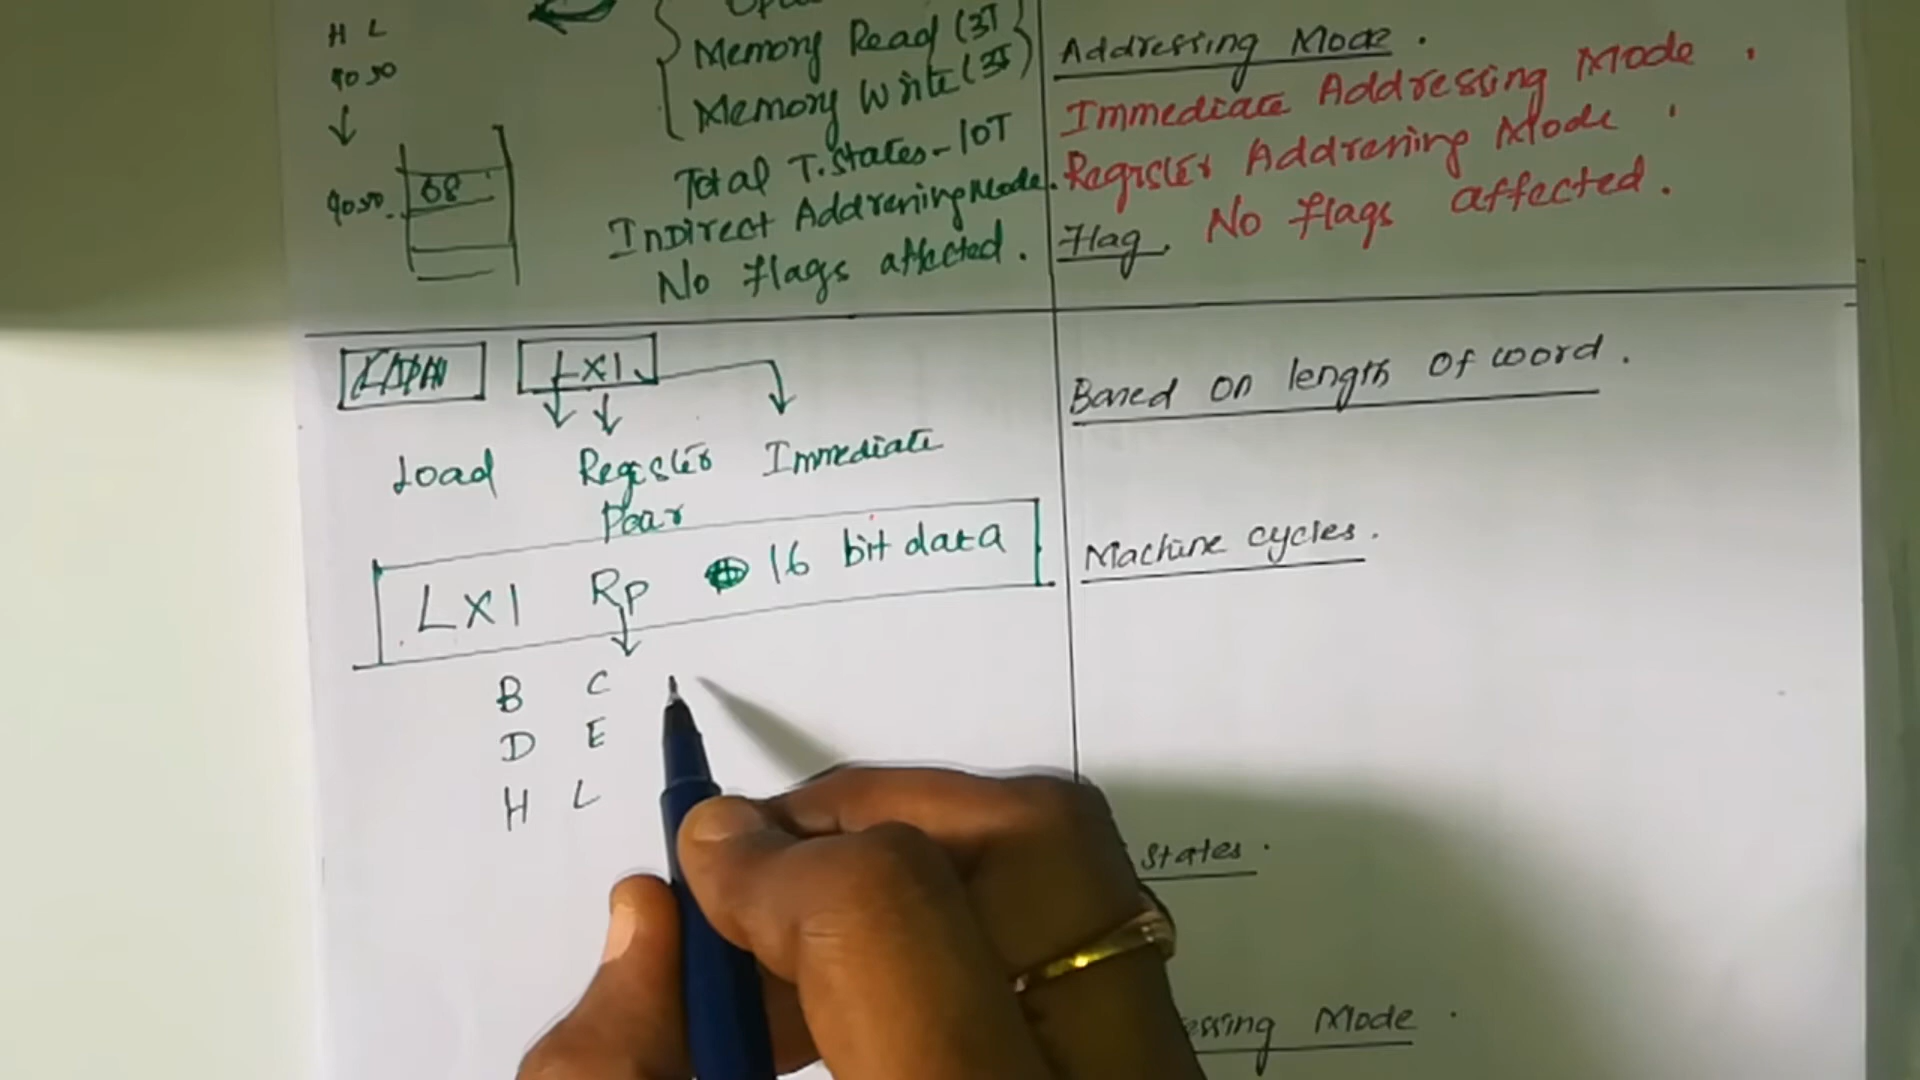 H L
9050
↓
9050. 68
Memory Read (3T
Memory Write (3T)
Total T.States - 10T
Indirect Addressing Mode.
No Flags affected.
Addressing Mode.
Immediate Addressing Mode.
Register Addressing Mode.
Flag. No Flags affected.
LXI
Load Register Immediate
Pair
LXI Rp 16 bit data
B C
D E
H L
Based on length of word.
Machine cycles.
States.
essing Mode.